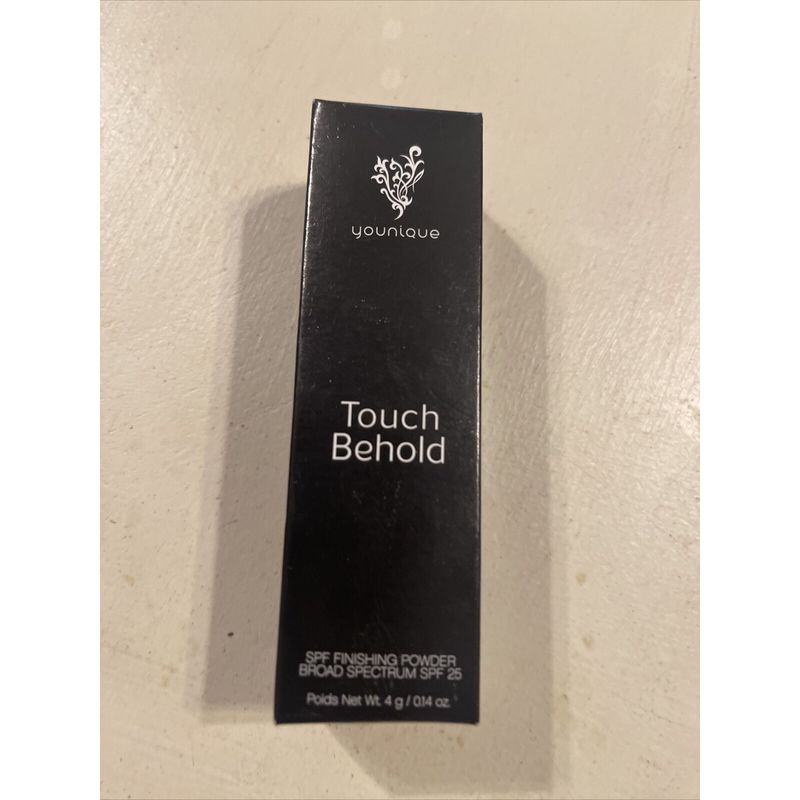 younique
Touch
Behold
SPF FINISHING POWDER
BROAD SPECTRUM SPF 25
Poids Net Wt. 4 g / 0.14 oz.